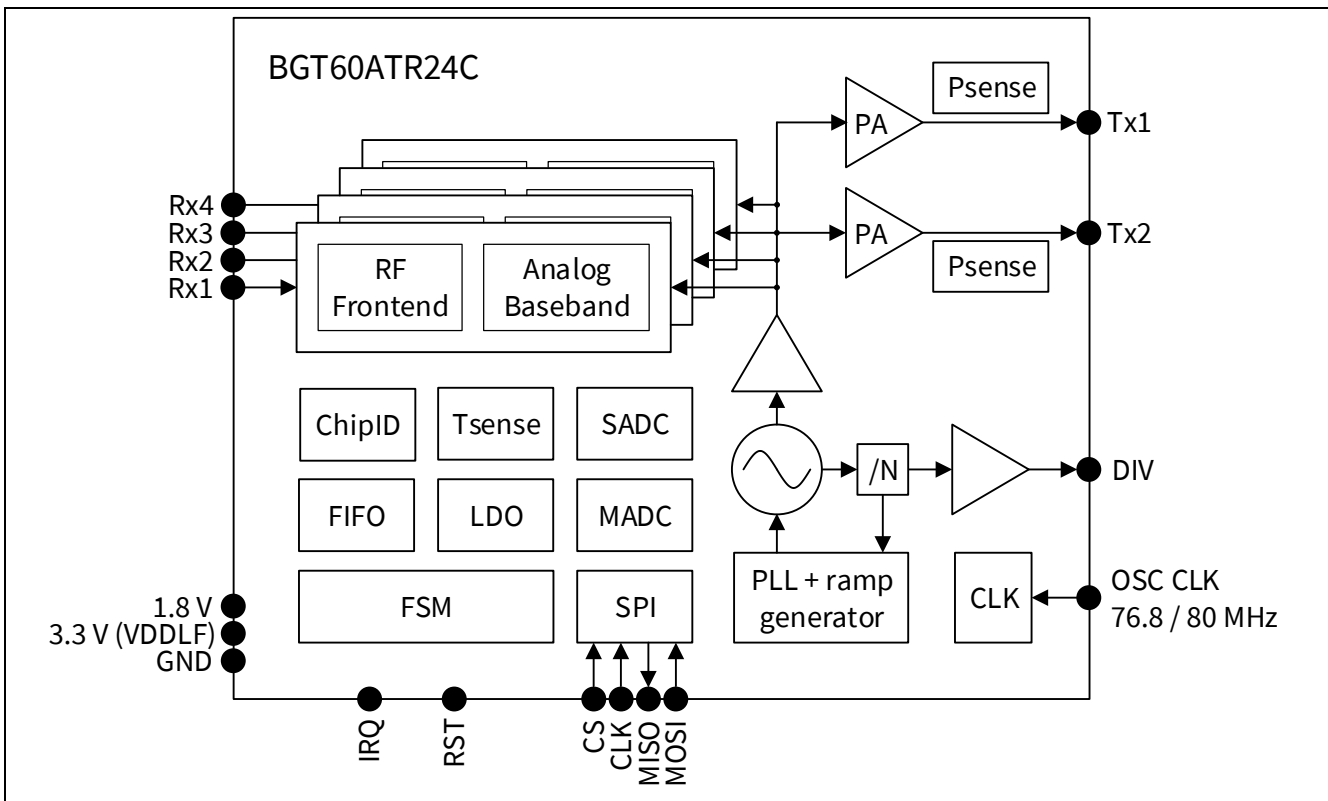 BGT60ATR24C
Psense
PA
Tx1
Rx4
Rx3
Rx2
Rx1
PA
Tx2
Psense
RF
Frontend
Analog
Baseband
ChipID
Tsense
SADC
/N
DIV
FIFO
LDO
MADC
FSM
SPI
PLL + ramp
generator
CLK
OSC CLK
76.8 / 80 MHz
1.8 V
3.3 V (VDDLF)
GND
IRQ
RST
CS
CLK
MISO
MOSI